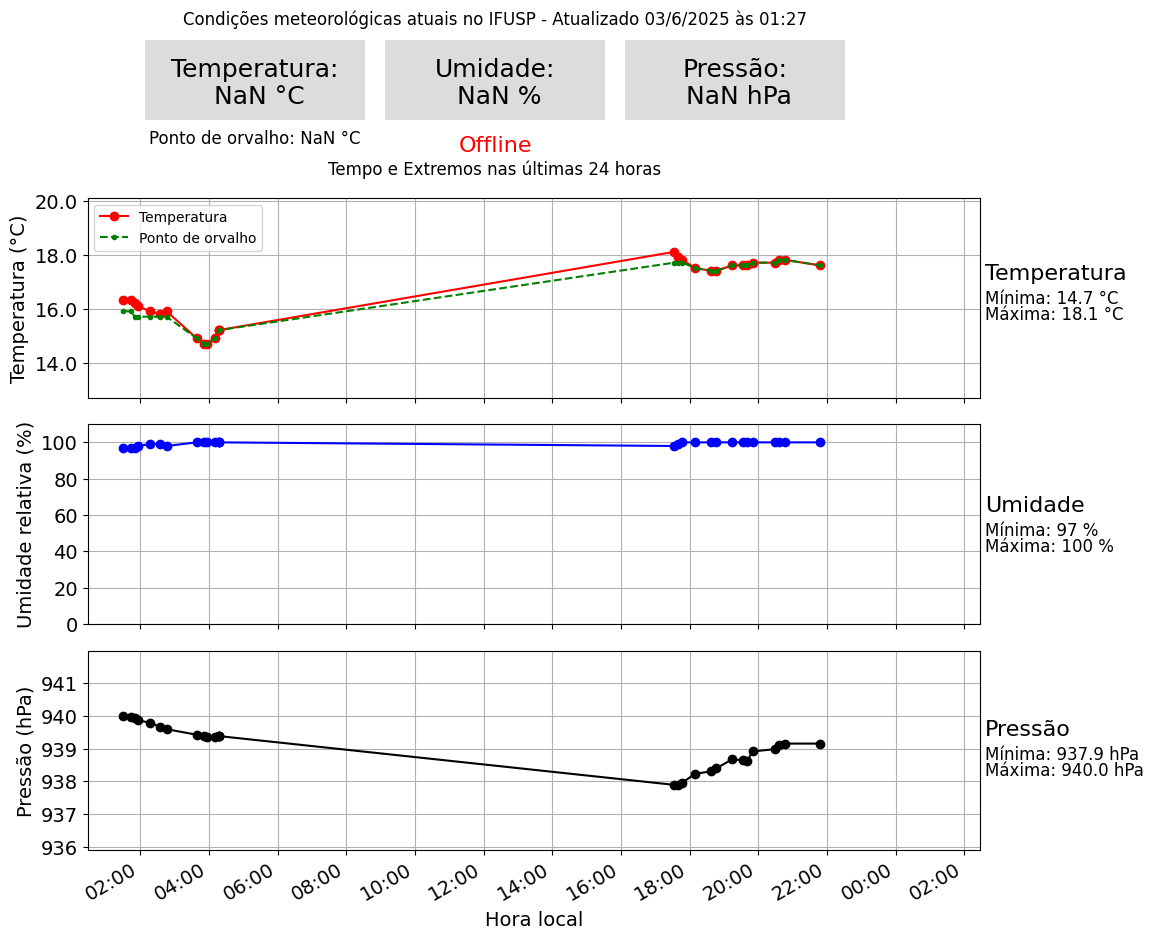 Condições meteorológicas atuais no IFUSP - Atualizado 03/6/2025 às 01:27
Temperatura:
NaN °C
Umidade:
NaN %
Pressão:
NaN hPa
Ponto de orvalho: NaN °C
Offline
Tempo e Extremos nas últimas 24 horas
Temperatura (°C)
20.0
18.0
16.0
14.0
Temperatura
Ponto de orvalho
Temperatura
Mínima: 14.7 °C
Máxima: 18.1 °C
Umidade relativa (%)
100
80
60
40
20
0
Umidade
Mínima: 97 %
Máxima: 100 %
Pressão (hPa)
941
940
939
938
937
936
Pressão
Mínima: 937.9 hPa
Máxima: 940.0 hPa
02:00 04:00 06:00 08:00 10:00 12:00 14:00 16:00 18:00 20:00 22:00 00:00 02:00
Hora local